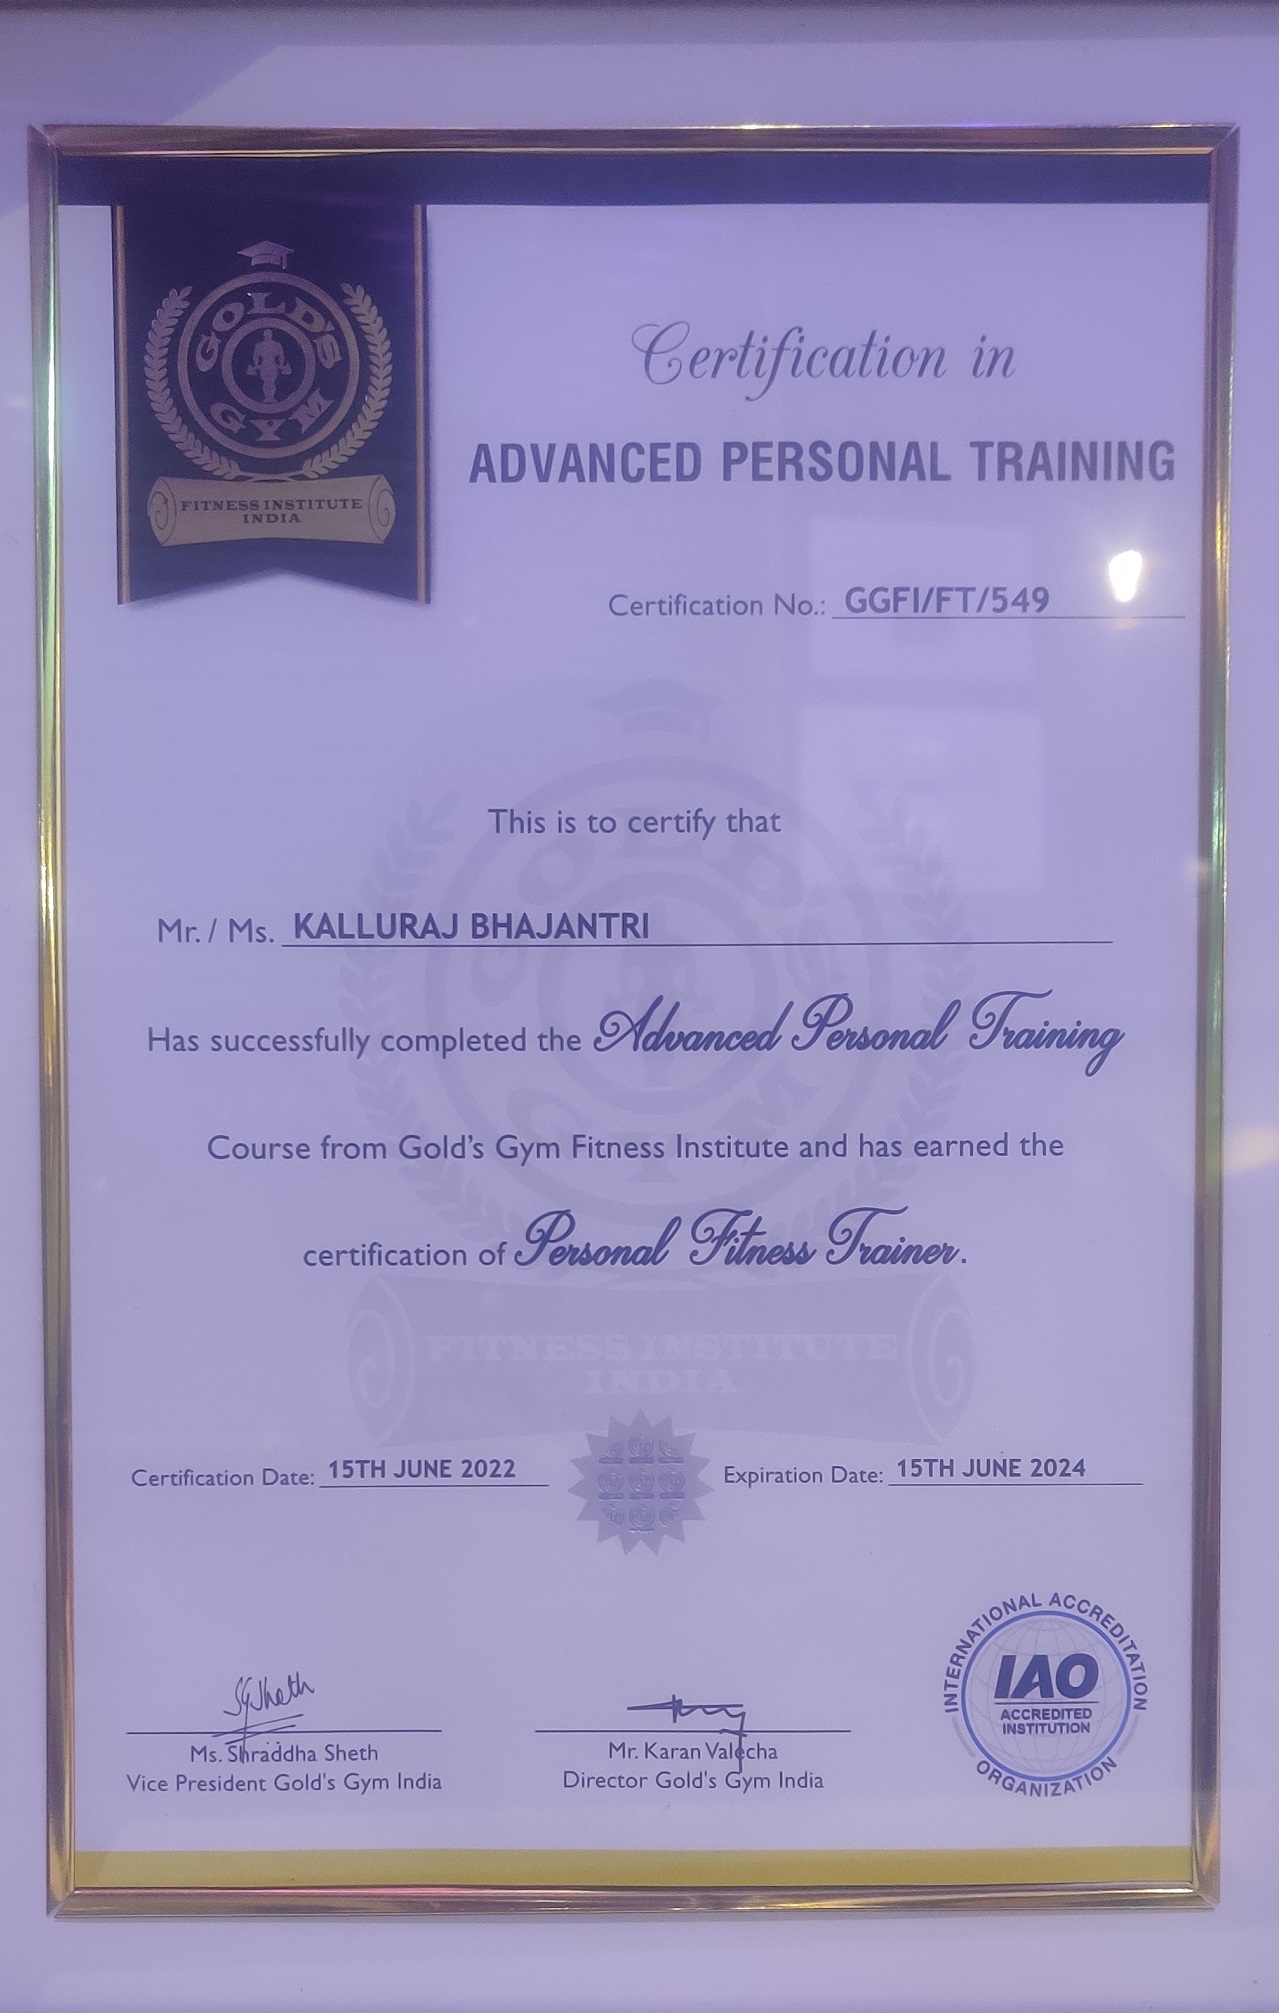 GOLD'S
GYM
FITNESS INSTITUTE
INDIA
Certification in
ADVANCED PERSONAL TRAINING
Certification No.: GGFI/FT/549
This is to certify that
Mr. / Ms. KALLURAJ BHAJANTRI
Has successfully completed the Advanced Personal Training
Course from Gold's Gym Fitness Institute and has earned the
certification of Personal Fitness Trainer.
GOLD'S
GYM
FITNESS INSTITUTE
INDIA
Certification Date: 15TH JUNE 2022
Expiration Date: 15TH JUNE 2024
SGSheth
Ms. Shraddha Sheth
Vice President Gold's Gym India
Mr. Karan Valecha
Director Gold's Gym India
INTERNATIONAL ACCREDITATION
IAO
ACCREDITED
INSTITUTION
ORGANIZATION